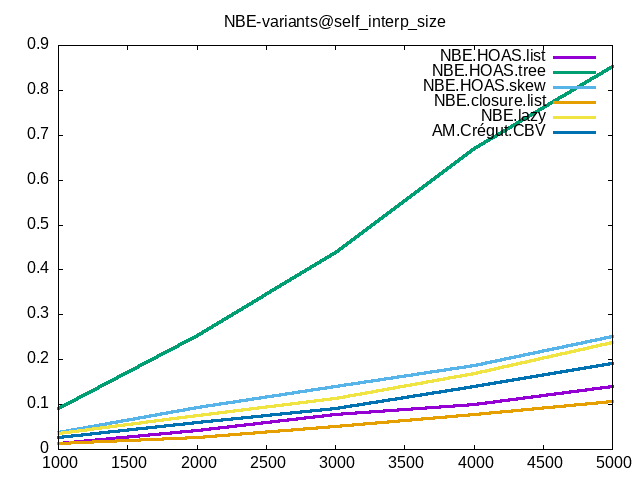 NBE-variants@self_interp_size
0.9
0.8
0.7
0.6
0.5
0.4
0.3
0.2
0.1
0
NBE.HOAS.list
NBE.HOAS.tree
NBE.HOAS.skew
NBE.closure.list
NBE.lazy
AM.Crégut.CBV
1000 1500 2000 2500 3000 3500 4000 4500 5000